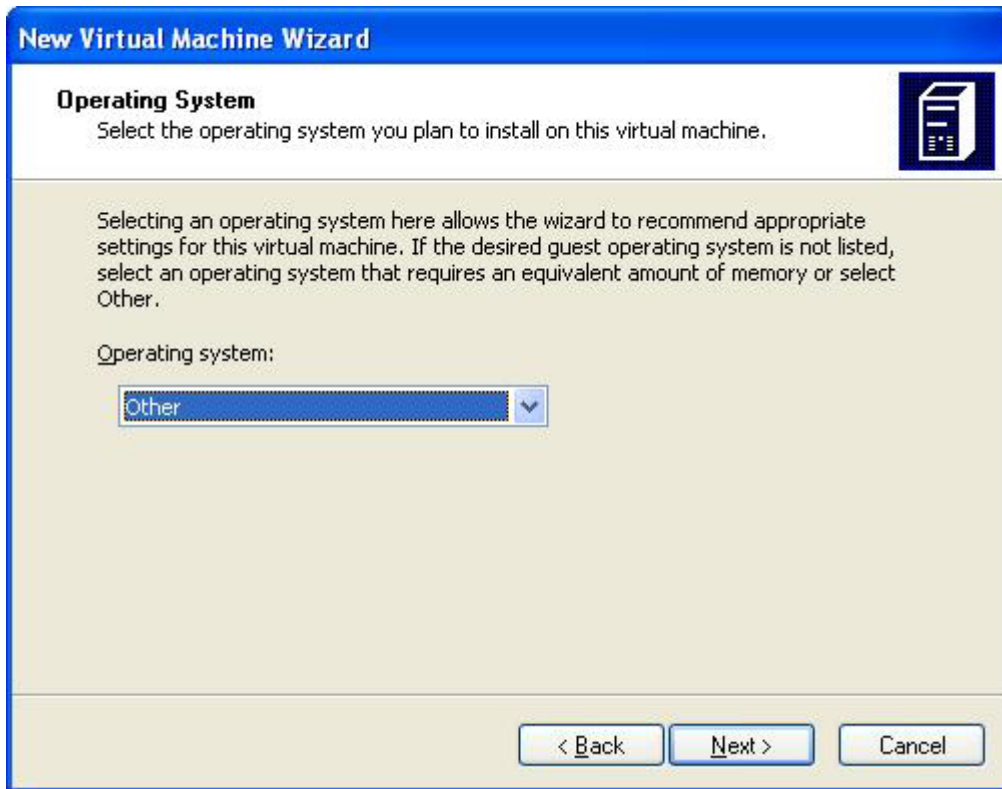 New Virtual Machine Wizard
Operating System
Select the operating system you plan to install on this virtual machine.
Selecting an operating system here allows the wizard to recommend appropriate
settings for this virtual machine. If the desired guest operating system is not listed,
select an operating system that requires an equivalent amount of memory or select
Other.
Operating system:
Other
< Back Next > Cancel